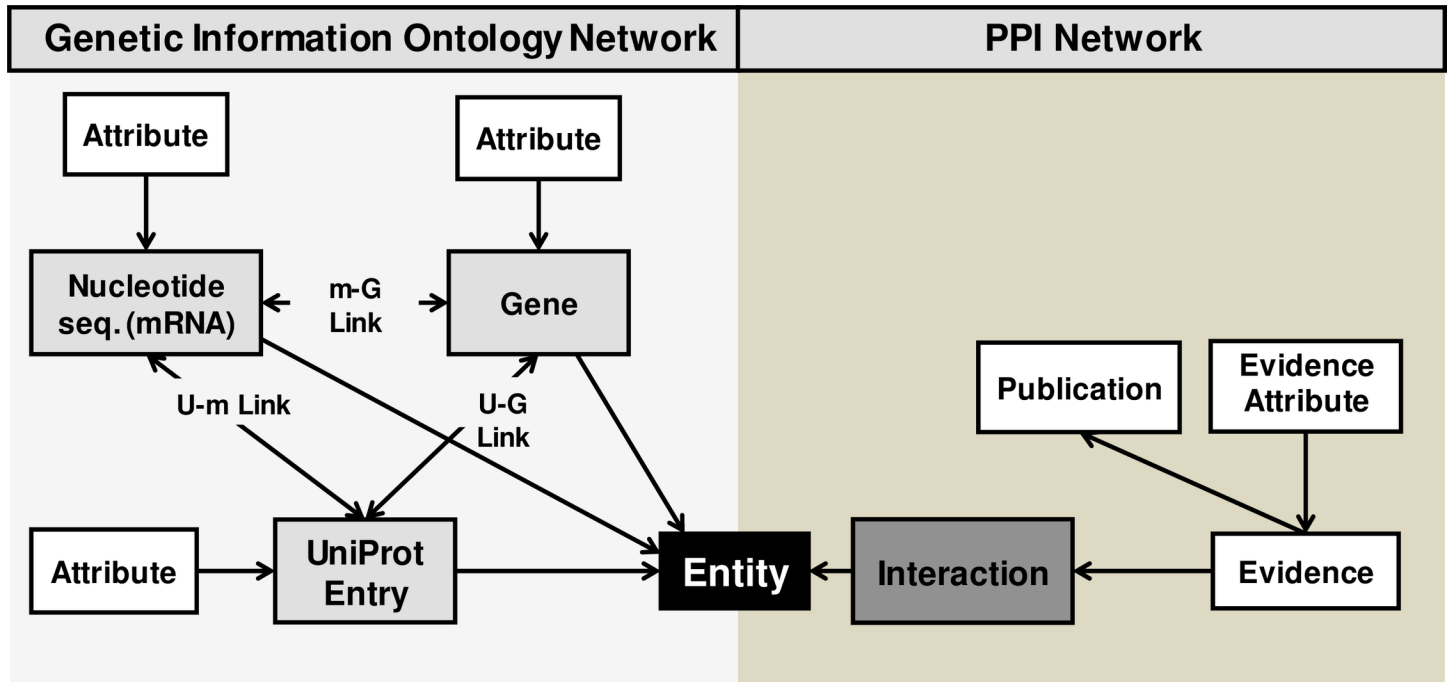 Genetic Information Ontology Network
PPI Network
Attribute
Attribute
Nucleotide
seq. (mRNA)
m-G
Link
Gene
Publication
Evidence
Attribute
U-m Link
U-G
Link
Attribute
UniProt
Entry
Entity
Interaction
Evidence